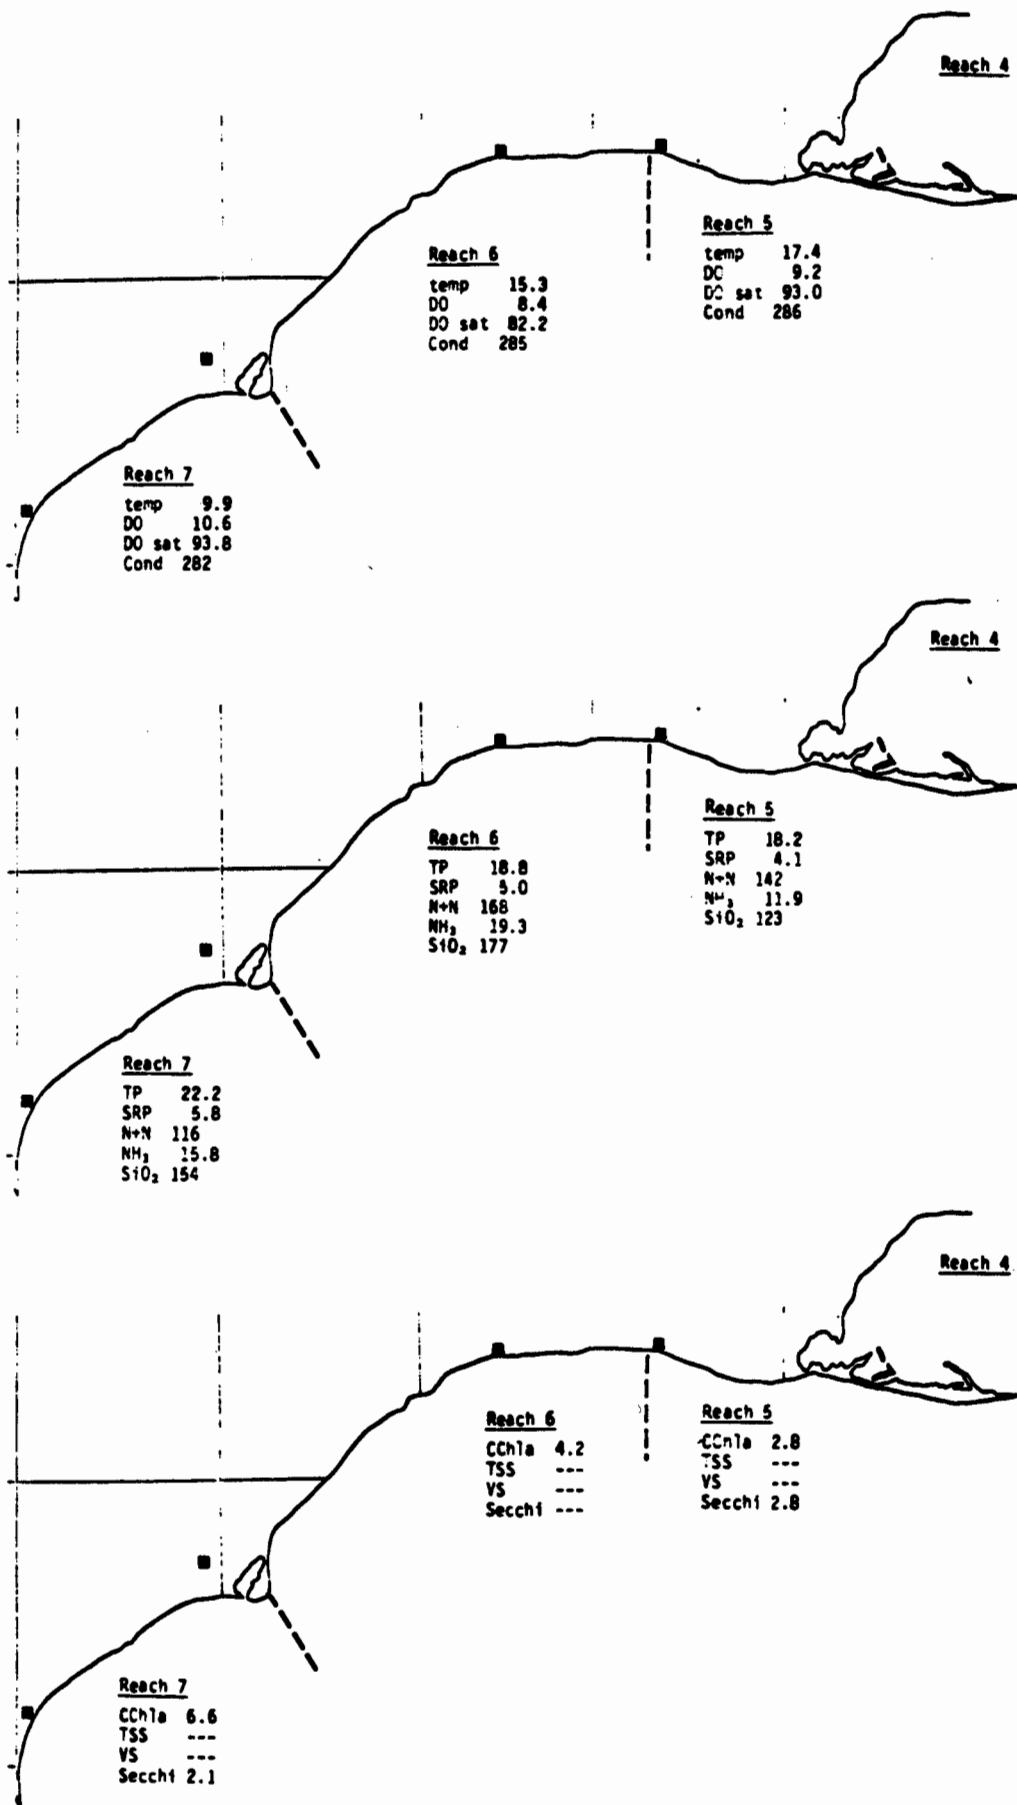 Reach 4
Reach 5
temp 17.4
DO 9.2
DO sat 93.0
Cond 286
Reach 6
temp 15.3
DO 8.4
DO sat 82.2
Cond 285
Reach 7
temp 9.9
DO 10.6
DO sat 93.8
Cond 282
Reach 4
Reach 5
TP 18.2
SRP 4.1
N+N 142
NH₃ 11.9
SiO₂ 123
Reach 6
TP 18.8
SRP 5.0
N+N 168
NH₃ 19.3
SiO₂ 177
Reach 7
TP 22.2
SRP 5.8
N+N 116
NH₃ 15.8
SiO₂ 154
Reach 4
Reach 5
CChla 2.8
TSS ---
VS ---
Secchi 2.8
Reach 6
CChla 4.2
TSS ---
VS ---
Secchi ---
Reach 7
CChla 6.6
TSS ---
VS ---
Secchi 2.1